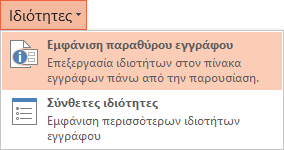 Ιδιότητες
Εμφάνιση παραθύρου εγγράφου
Επεξεργασία ιδιοτήτων στον πίνακα
εγγράφων πάνω από την παρουσίαση.
Σύνθετες ιδιότητες
Εμφάνιση περισσότερων ιδιοτήτων
εγγράφου